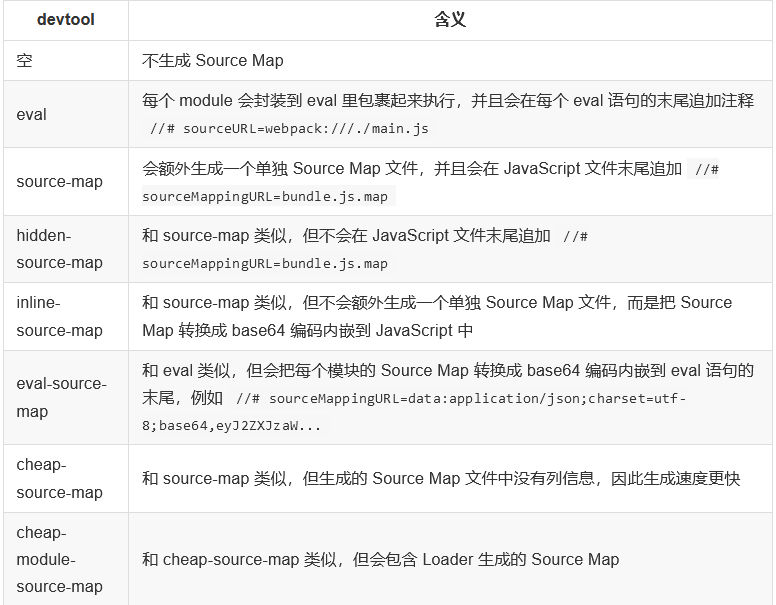 devtool 含义
空 不生成 Source Map
eval 每个 module 会封装到 eval 里包裹起来执行，并且会在每个 eval 语句的末尾追加注释
//# sourceURL=webpack:///./main.js
source-map 会额外生成一个单独 Source Map 文件，并且会在 JavaScript 文件末尾追加 //#
sourceMappingURL=bundle.js.map
hidden-
source-map
和 source-map 类似，但不会在 JavaScript 文件末尾追加 //#
sourceMappingURL=bundle.js.map
inline-
source-map
和 source-map 类似，但不会额外生成一个单独 Source Map 文件，而是把 Source
Map 转换成 base64 编码内嵌到 JavaScript 中
eval-source-
map
和 eval 类似，但会把每个模块的 Source Map 转换成 base64 编码内嵌到 eval 语句的
末尾，例如 //# sourceMappingURL=data:application/json;charset=utf-
8;base64,eyJ2ZXJzaW...
cheap-
source-map
和 source-map 类似，但生成的 Source Map 文件中没有列信息，因此生成速度更快
cheap-
module-
source-map
和 cheap-source-map 类似，但会包含 Loader 生成的 Source Map